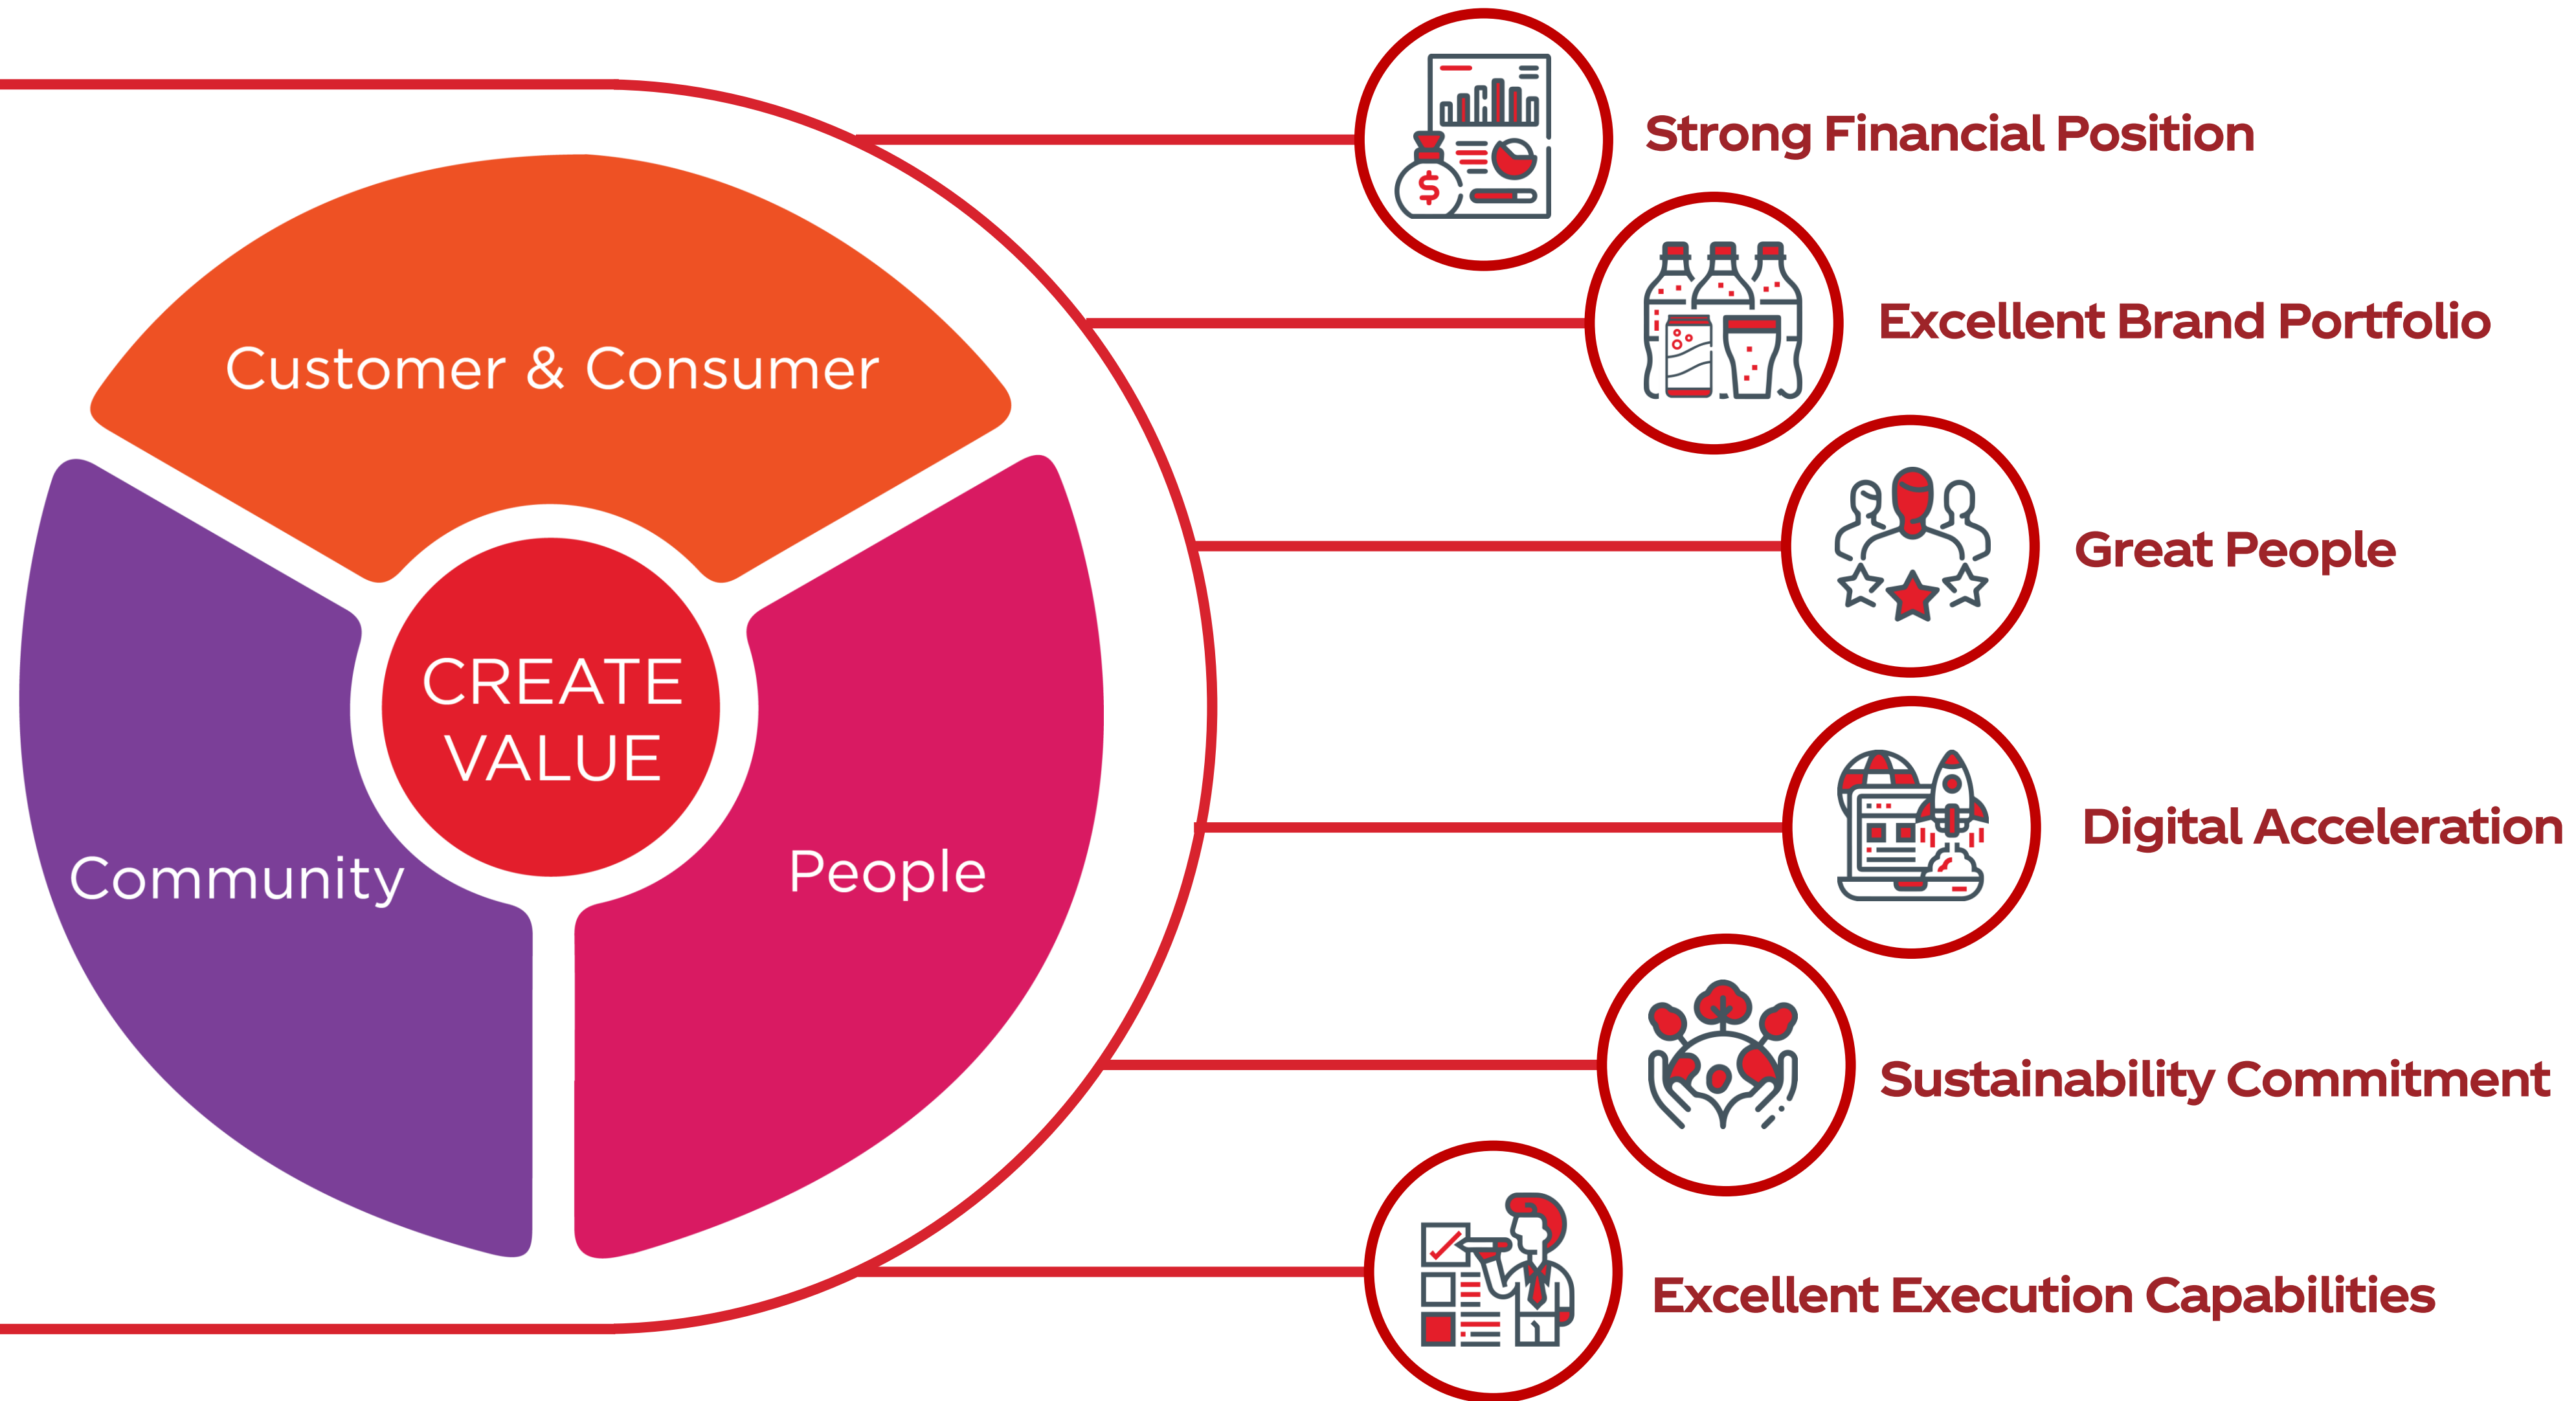 Customer & Consumer
CREATE
VALUE
Community
People
Strong Financial Position
$
Excellent Brand Portfolio
Great People
Digital Acceleration
Sustainability Commitment
Excellent Execution Capabilities